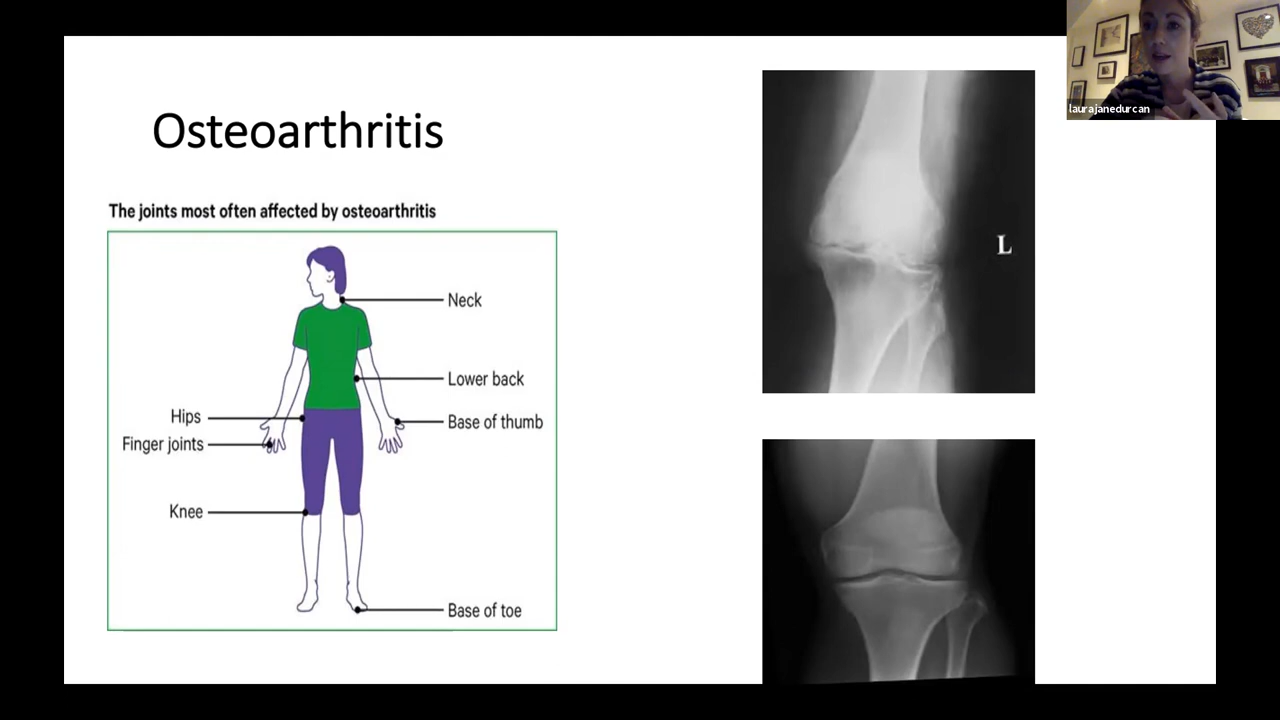 laurajanedurcan
Osteoarthritis
The joints most often affected by osteoarthritis
Neck
Lower back
Hips
Base of thumb
Finger joints
Knee
Base of toe
L